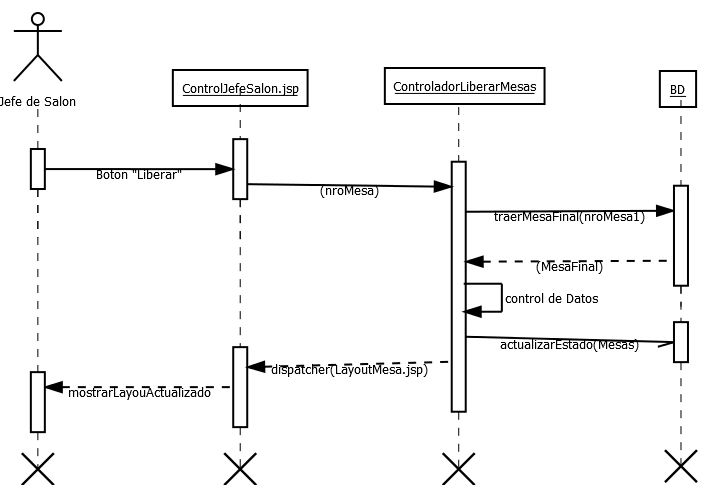 Jefe de Salon
ControlJefeSalon.jsp
ControladorLiberarMesas
BD
Boton "Liberar"
(nroMesa)
traerMesaFinal(nroMesa1)
(MesaFinal)
control de Datos
actualizarEstado(Mesas)
dispatcher(LayoutMesa.jsp)
mostrarLayouActualizado